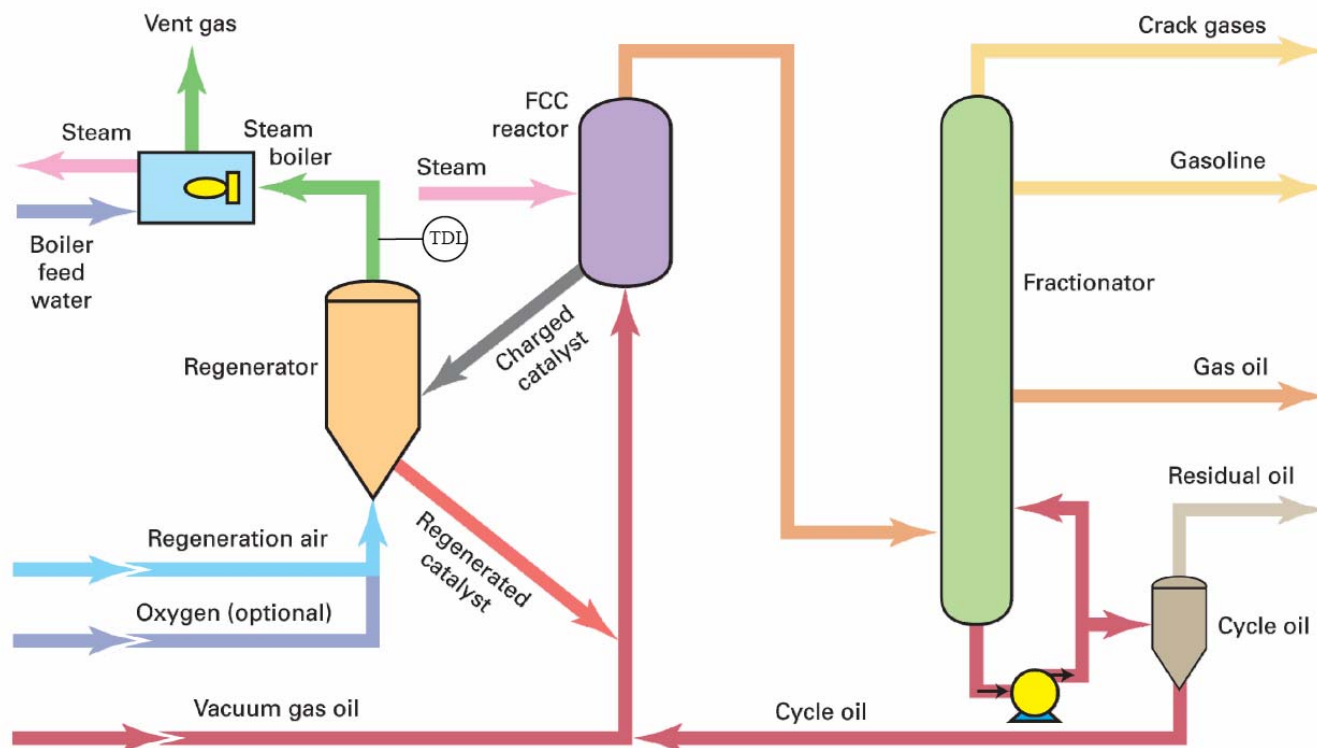 Vent gas
Crack gases
Steam
Steam
boiler
FCC
reactor
Steam
Gasoline
TDL
Boiler
feed
water
Fractionator
Charged
catalyst
Regenerator
Gas oil
Residual oil
Regeneration air
Regenerated
catalyst
Oxygen (optional)
Cycle oil
Vacuum gas oil
Cycle oil